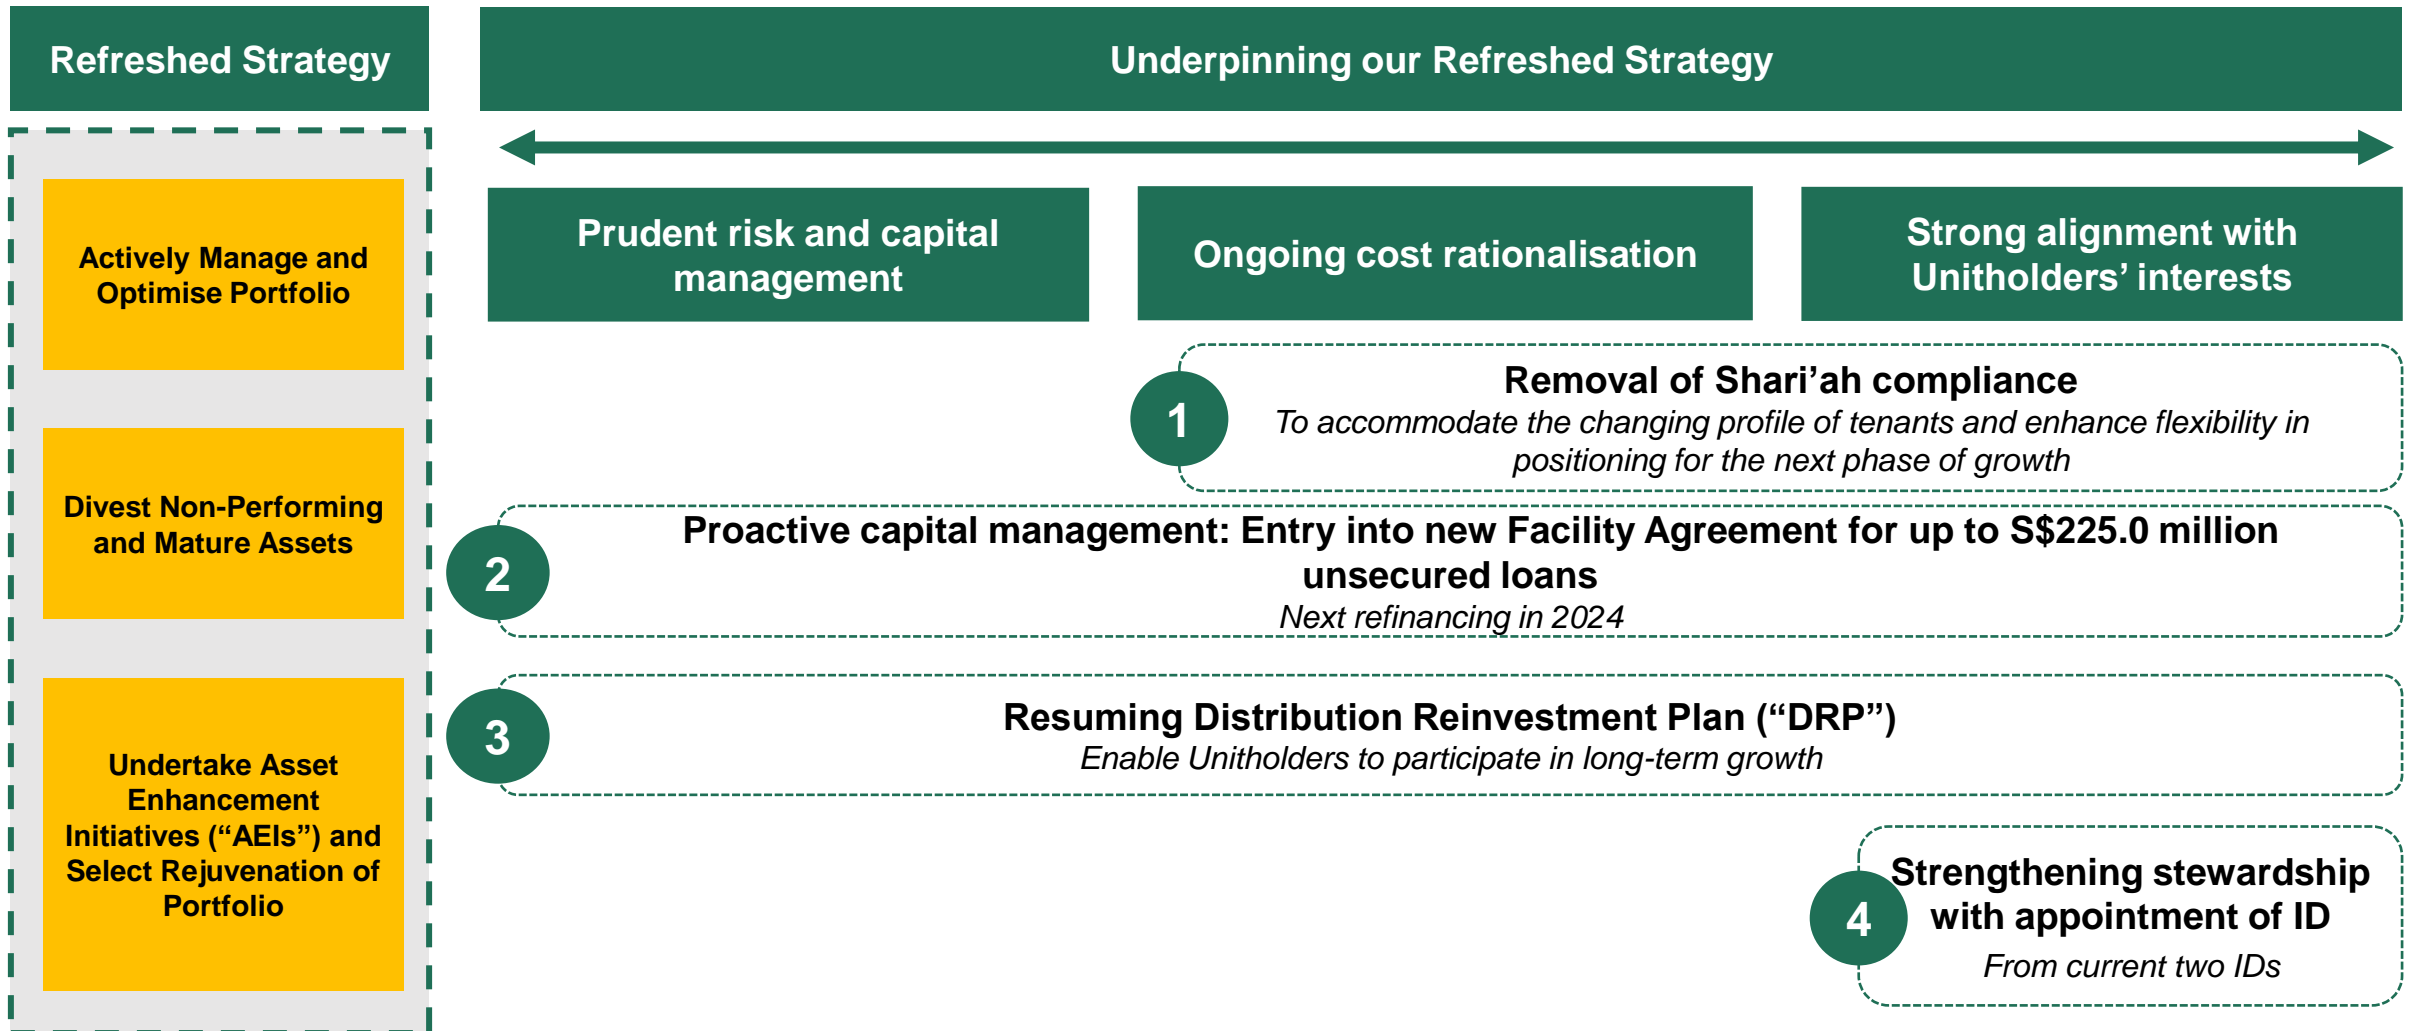 Refreshed Strategy
Underpinning our Refreshed Strategy
Actively Manage and
Optimise Portfolio
Divest Non-Performing
and Mature Assets
Undertake Asset
Enhancement
Initiatives (“AEIs”) and
Select Rejuvenation of
Portfolio
Prudent risk and capital
management
Ongoing cost rationalisation
Strong alignment with
Unitholders’ interests
1
Removal of Shari’ah compliance
To accommodate the changing profile of tenants and enhance flexibility in
positioning for the next phase of growth
2
Proactive capital management: Entry into new Facility Agreement for up to S$225.0 million
unsecured loans
Next refinancing in 2024
3
Resuming Distribution Reinvestment Plan (“DRP”)
Enable Unitholders to participate in long-term growth
4
Strengthening stewardship
with appointment of ID
From current two IDs